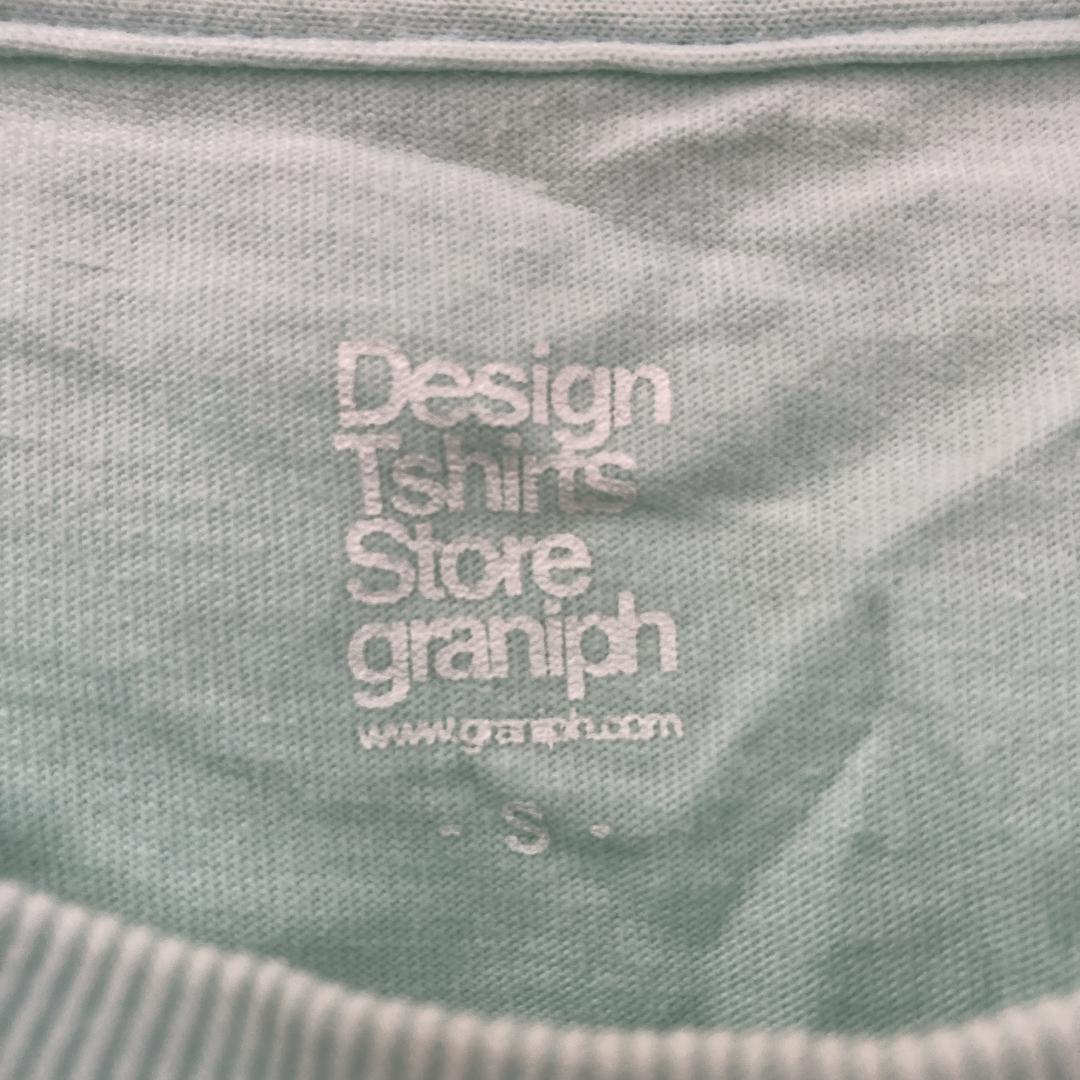 Design
Tshirts
Store
graniph
www.graniph.com
- S -